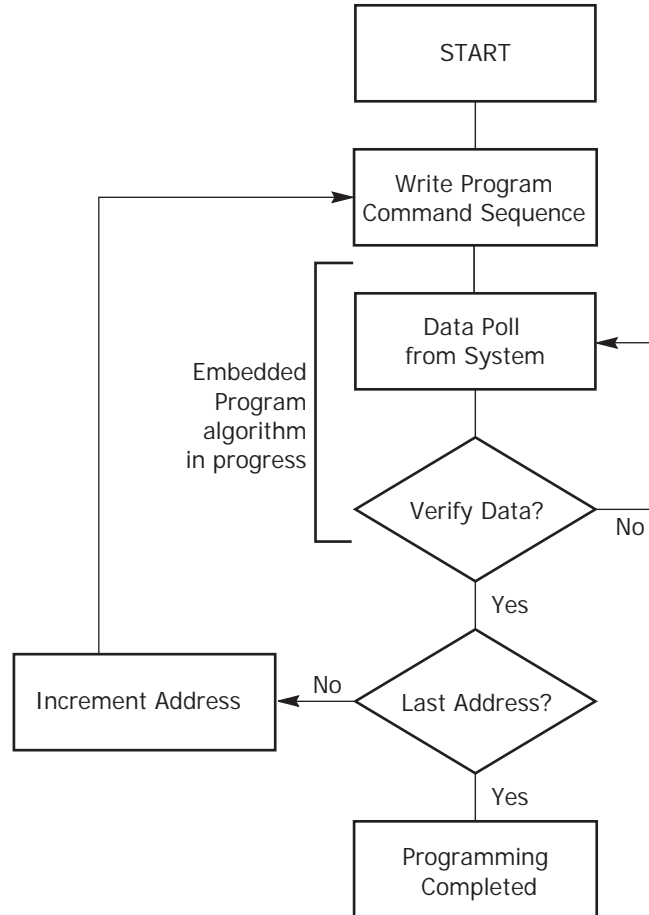 START
Write Program
Command Sequence
Data Poll
from System
Embedded
Program
algorithm
in progress
Verify Data?
No
Yes
Increment Address
No
Last Address?
Yes
Programming
Completed